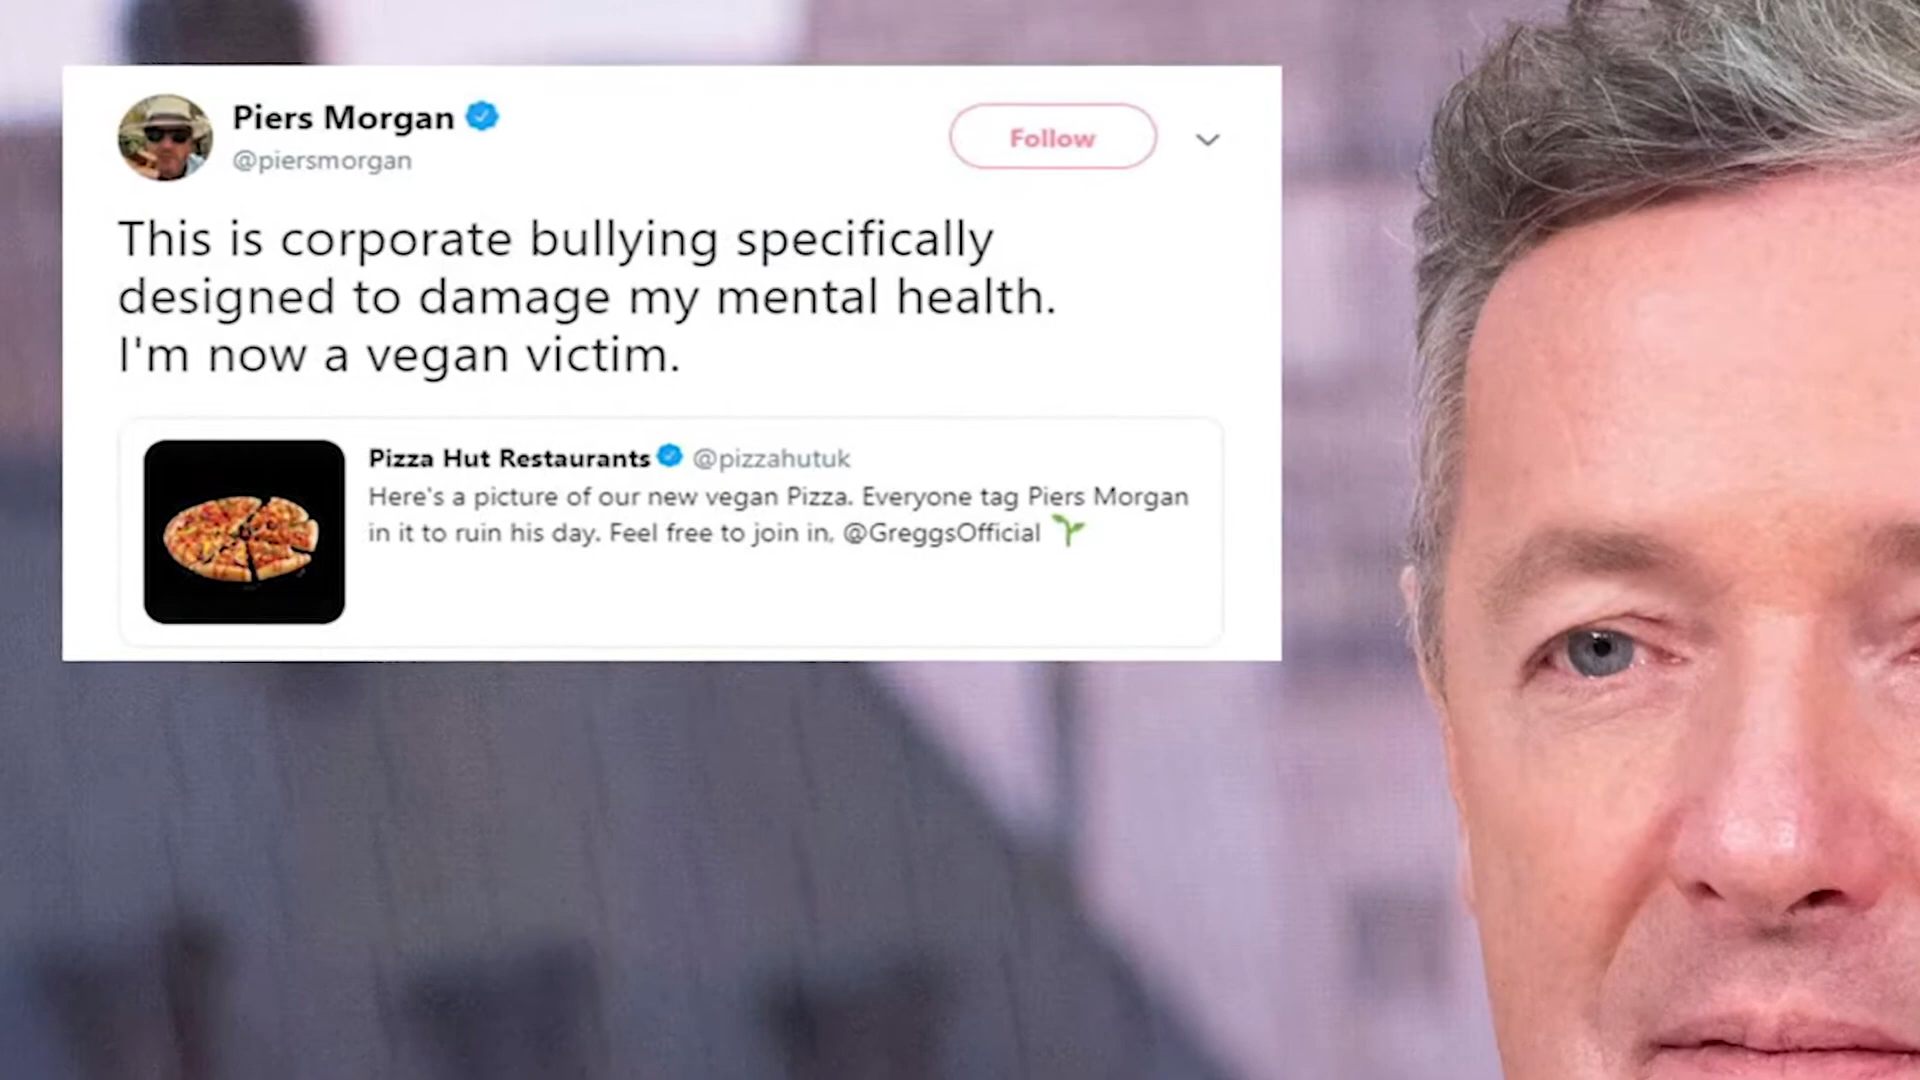 Piers Morgan
@piersmorgan
Follow
This is corporate bullying specifically
designed to damage my mental health.
I'm now a vegan victim.
Pizza Hut Restaurants @pizzahutuk
Here's a picture of our new vegan Pizza. Everyone tag Piers Morgan
in it to ruin his day. Feel free to join in, @GreggsOfficial